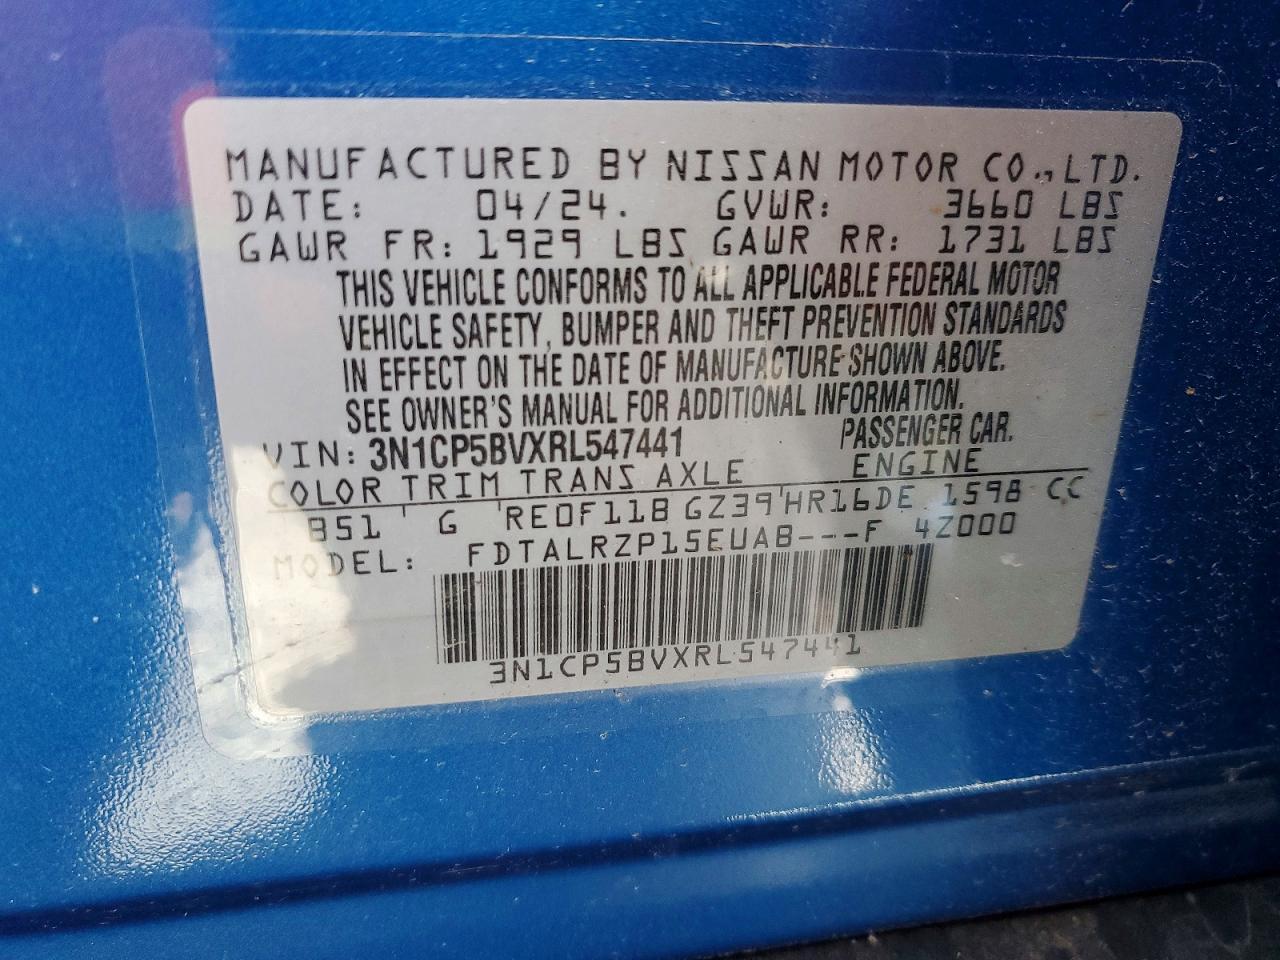 MANUFACTURED BY NISSAN MOTOR CO., LTD.
DATE: 04/24. GVWR: 3660 LBS
GAWR FR: 1929 LBS GAWR RR: 1731 LBS
THIS VEHICLE CONFORMS TO ALL APPLICABLE FEDERAL MOTOR
VEHICLE SAFETY, BUMPER AND THEFT PREVENTION STANDARDS
IN EFFECT ON THE DATE OF MANUFACTURE SHOWN ABOVE.
SEE OWNER'S MANUAL FOR ADDITIONAL INFORMATION.
VIN: 3N1CP5BVXRL547441 PASSENGER CAR.
COLOR TRIM TRANS AXLE ENGINE
B51 G RE0F11B GZ39 HR16DE 1598 CC
MODEL: FDTALRZP15EUAB---F 4Z000
3N1CP5BVXRL547441